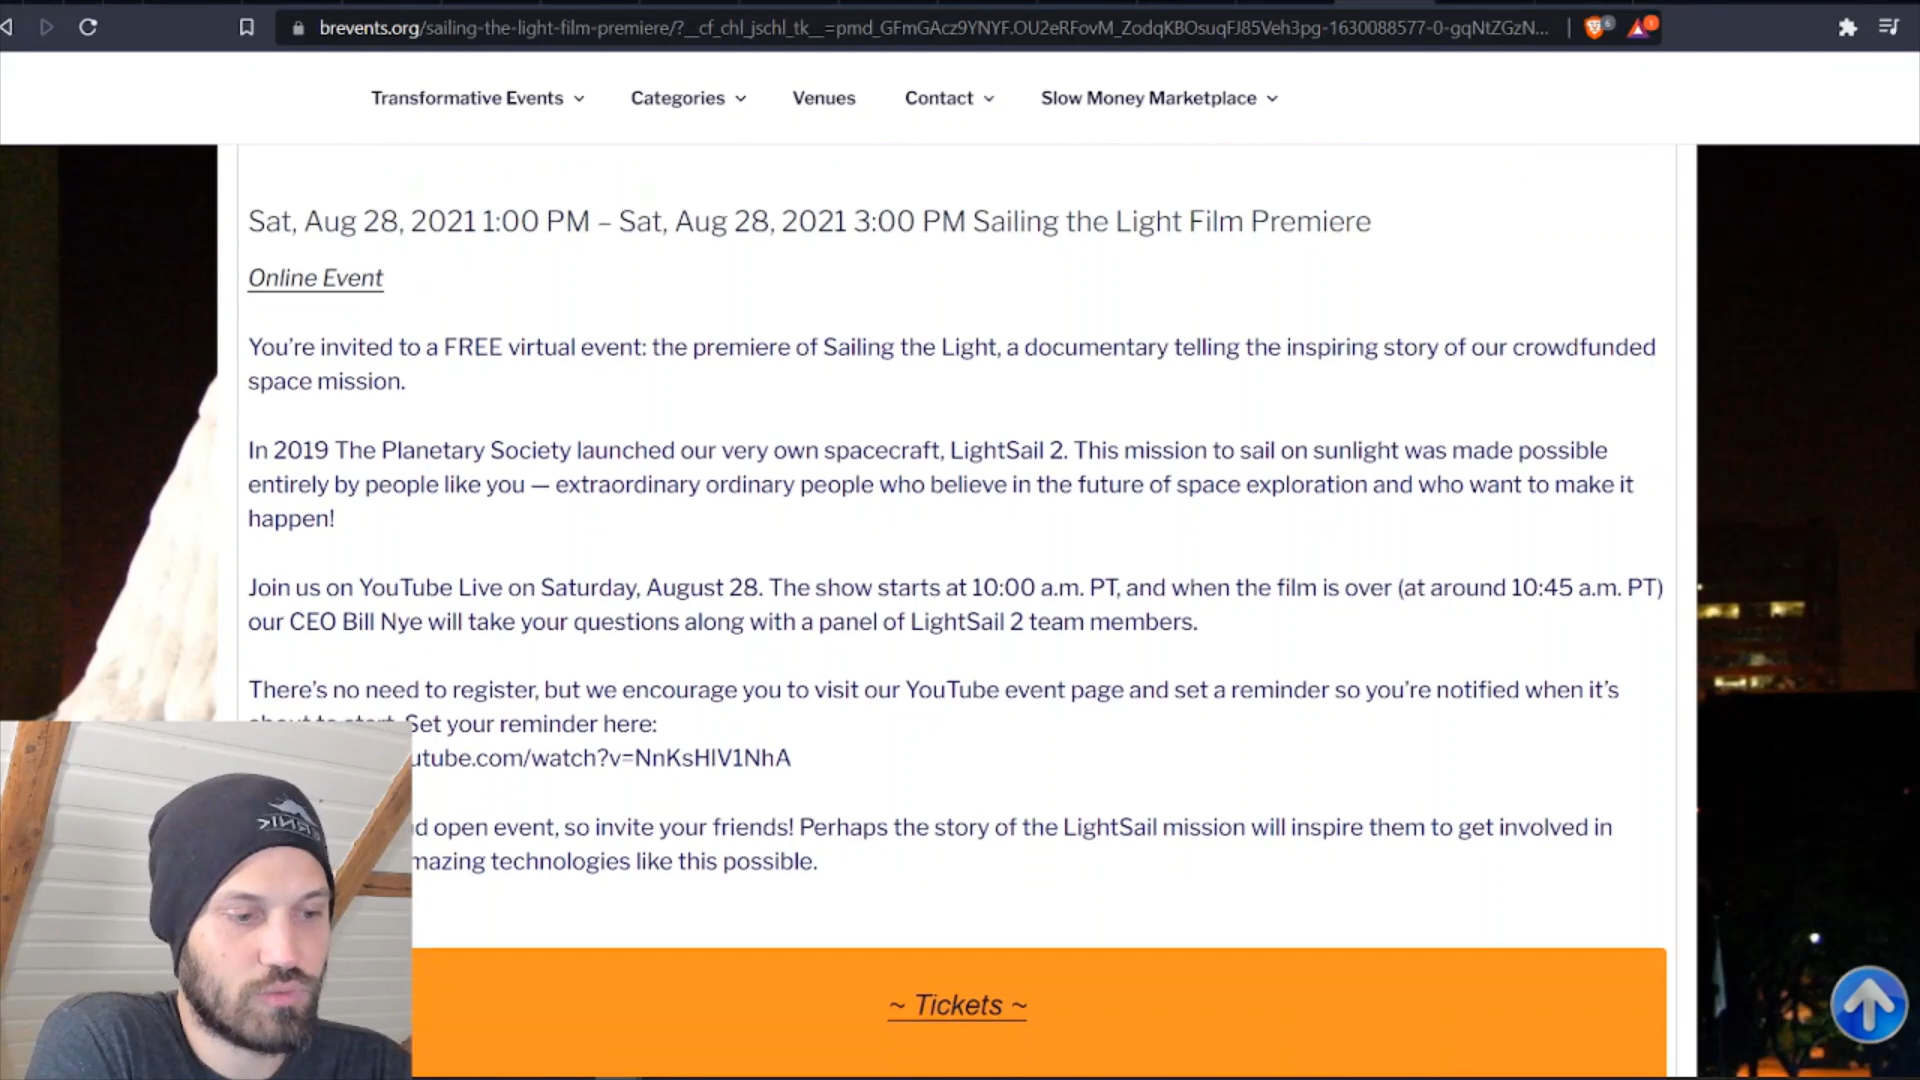 brevents.org/sailing-the-light-film-premiere/?__cf_chl_jschl_tk__=pmd_GFmGAcz9YNYF.OU2eRFovM_ZodqKBOsuqFJ85Veh3pg-1630088577-0-gqNtZGzN...
Transformative Events Categories Venues Contact Slow Money Marketplace
Sat, Aug 28, 2021 1:00 PM – Sat, Aug 28, 2021 3:00 PM Sailing the Light Film Premiere
Online Event
You're invited to a FREE virtual event: the premiere of Sailing the Light, a documentary telling the inspiring story of our crowdfunded
space mission.
In 2019 The Planetary Society launched our very own spacecraft, LightSail 2. This mission to sail on sunlight was made possible
entirely by people like you — extraordinary ordinary people who believe in the future of space exploration and who want to make it
happen!
Join us on YouTube Live on Saturday, August 28. The show starts at 10:00 a.m. PT, and when the film is over (at around 10:45 a.m. PT)
our CEO Bill Nye will take your questions along with a panel of LightSail 2 team members.
There's no need to register, but we encourage you to visit our YouTube event page and set a reminder so you're notified when it's
Set your reminder here:
utube.com/watch?v=NnKsHIV1NhA
d open event, so invite your friends! Perhaps the story of the LightSail mission will inspire them to get involved in
mazing technologies like this possible.
~ Tickets ~